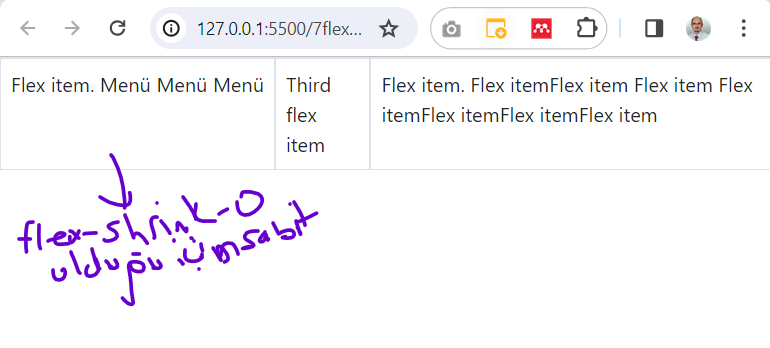 127.0.0.1:5500/7flex...
Flex item. Menü Menü Menü
Third
flex
item
Flex item. Flex itemFlex item Flex item Flex
itemFlex itemFlex itemFlex item
flex-shrink-0
olduğu için sabit